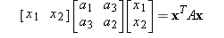 [x₁ x₂] [a₁ a₃; a₃ a₂] [x₁; x₂] = xᵀAx